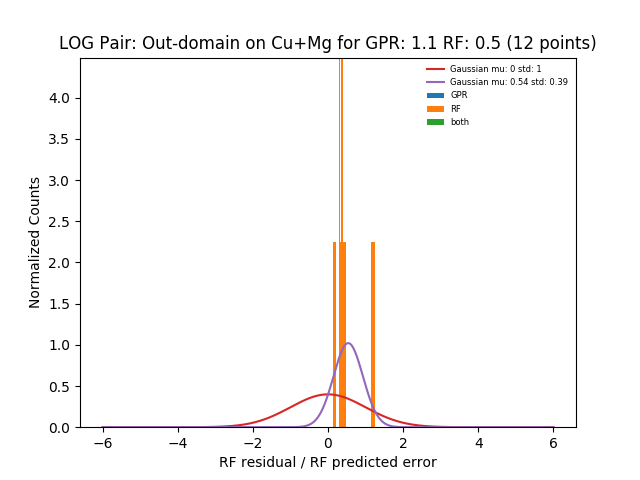 LOG Pair: Out-domain on Cu+Mg for GPR: 1.1 RF: 0.5 (12 points)
Gaussian mu: 0 std: 1
Gaussian mu: 0.54 std: 0.39
GPR
RF
both
Normalized Counts
4.0
3.5
3.0
2.5
2.0
1.5
1.0
0.5
0.0
−6 −4 −2 0 2 4 6
RF residual / RF predicted error